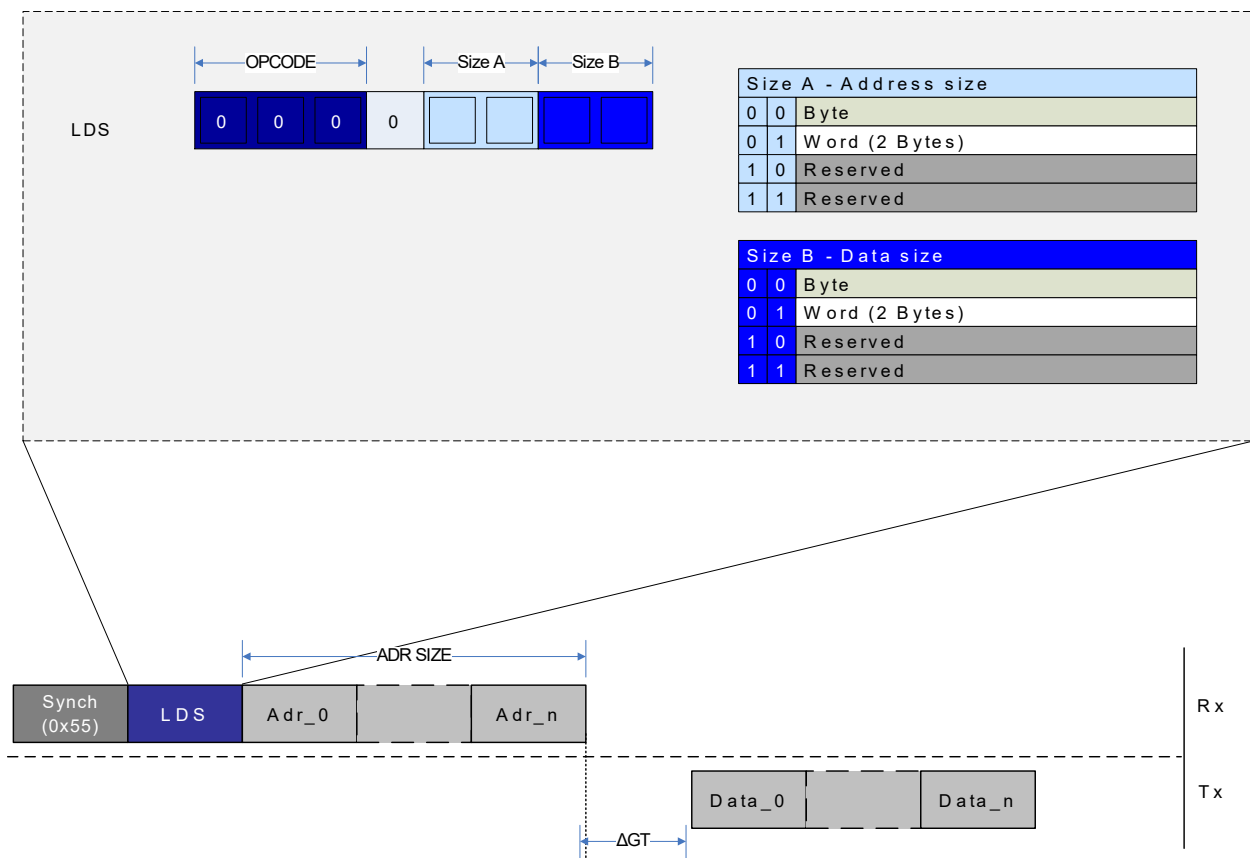 OPCODE Size A Size B
LDS
0 0 0 0
Size A - Address size
0 0 Byte
0 1 Word (2 Bytes)
1 0 Reserved
1 1 Reserved
Size B - Data size
0 0 Byte
0 1 Word (2 Bytes)
1 0 Reserved
1 1 Reserved
ADR SIZE
Synch
(0x55)
LDS Adr_0 Adr_n
Rx
Data_0 Data_n
Tx
ΔGT